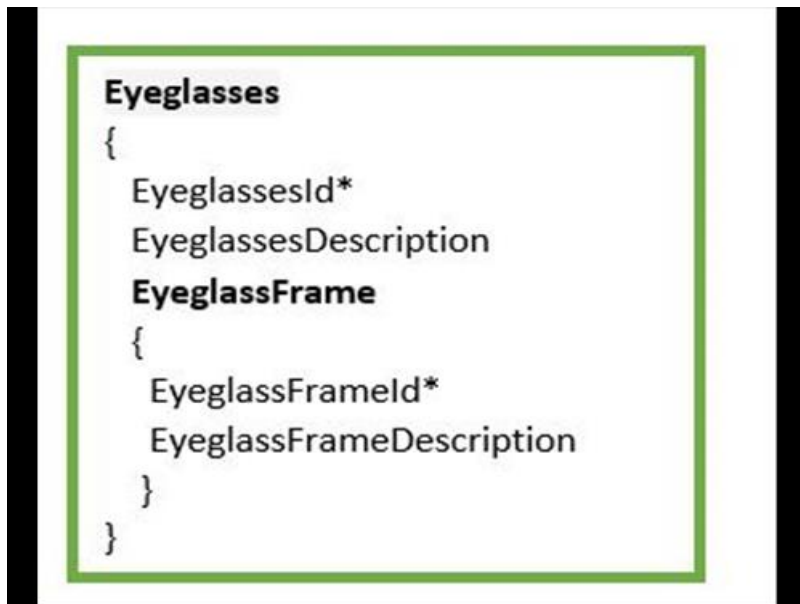 Eyeglasses
{
EyeglassesId*
EyeglassesDescription
EyeglassFrame
{
EyeglassFrameId*
EyeglassFrameDescription
}
}